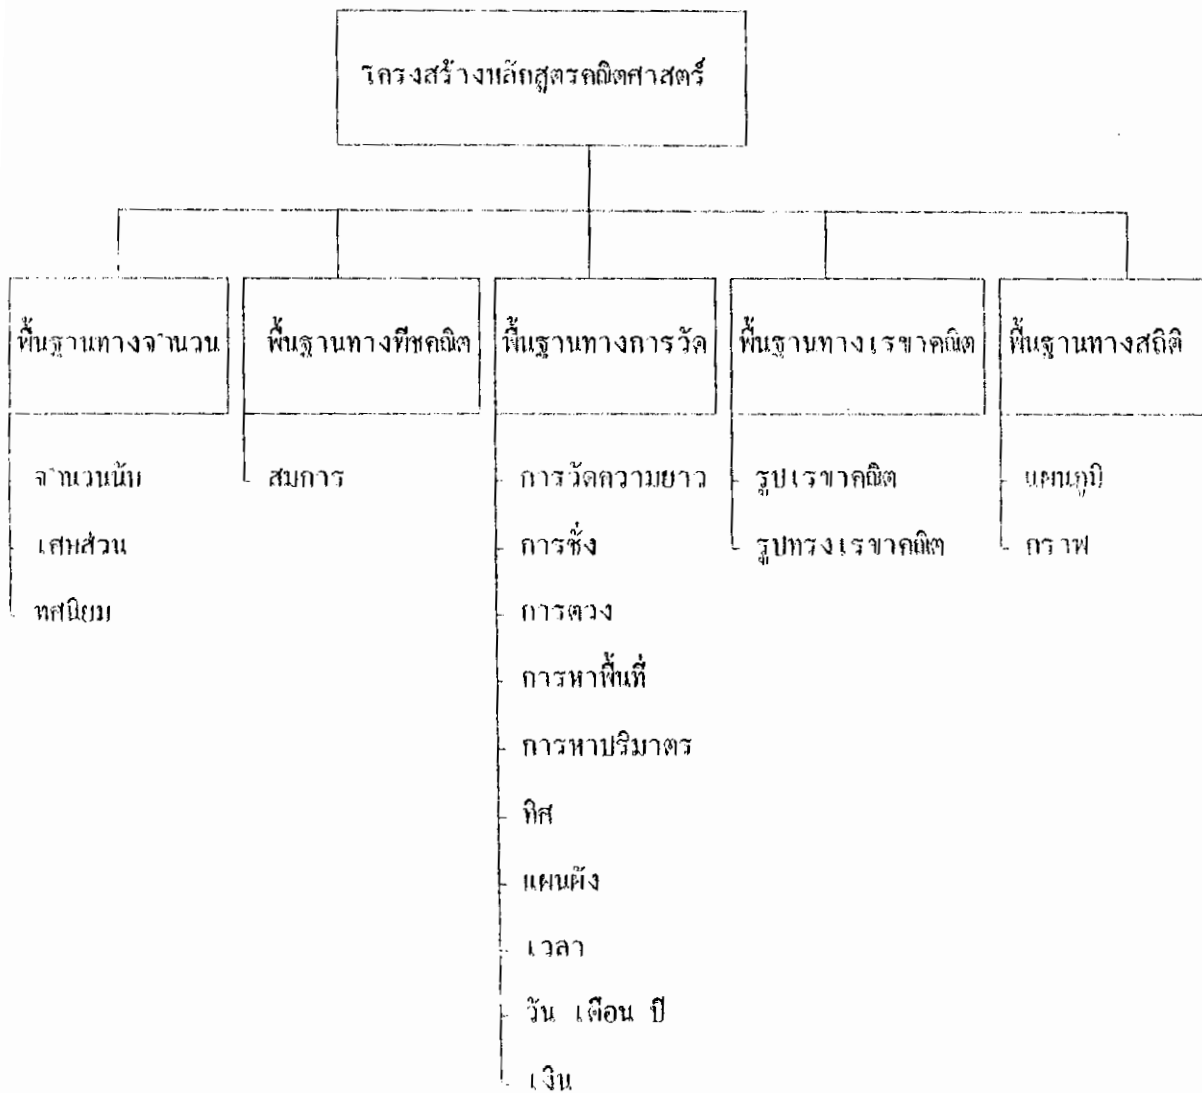 โครงสร้างหลักสูตรคณิตศาสตร์
พื้นฐานทางจำนวน
จำนวนนับ
เศษส่วน
ทศนิยม
พื้นฐานทางพีชคณิต
สมการ
พื้นฐานทางการวัด
การวัดความยาว
การชั่ง
การตวง
การหาพื้นที่
การหาปริมาตร
ทิศ
แผนผัง
เวลา
วัน เดือน ปี
เงิน
พื้นฐานทางเรขาคณิต
รูปเรขาคณิต
รูปทรงเรขาคณิต
พื้นฐานทางสถิติ
แผนภูมิ
กราฟ